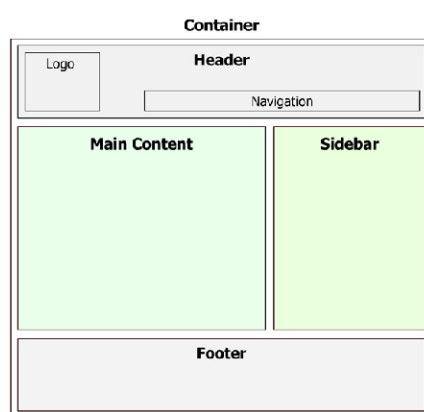 Container
Header
Logo
Navigation
Main Content
Sidebar
Footer